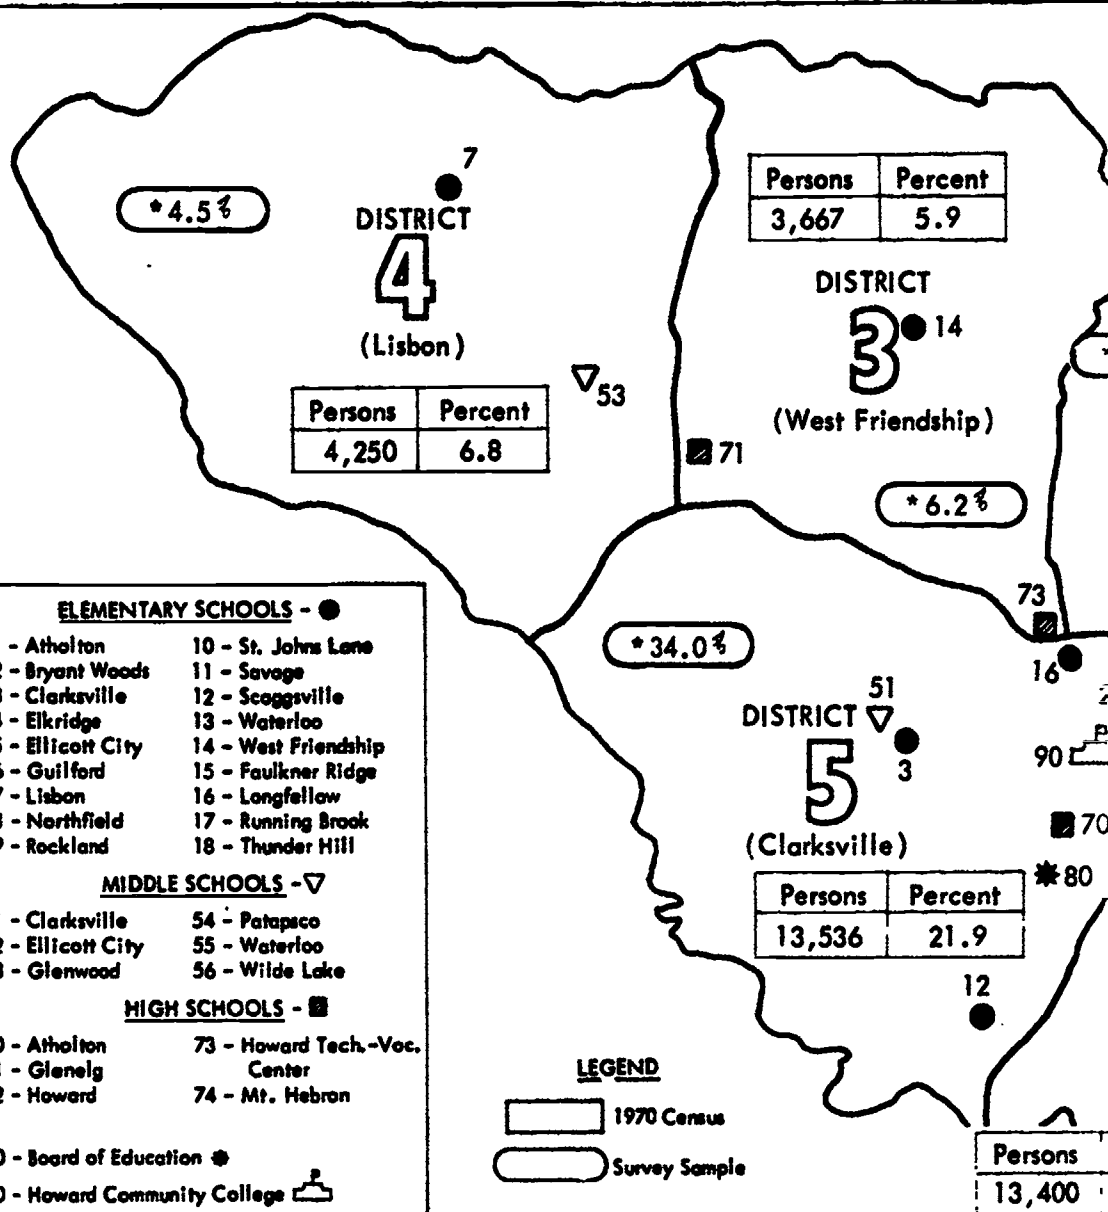 7
*4.5%
DISTRICT
4
(Lisbon)
53
Persons Percent
4,250 6.8
Persons Percent
3,667 5.9
DISTRICT
3
14
(West Friendship)
71
*6.2%
73
16
*34.0%
51
DISTRICT
5
3
(Clarksville)
90
70
80
Persons Percent
13,536 21.9
12
Persons
13,400
ELEMENTARY SCHOOLS -
- Atholton 10 - St. Johns Lane
- Bryant Woods 11 - Savage
- Clarksville 12 - Scaggsville
- Elkridge 13 - Waterloo
- Ellicott City 14 - West Friendship
- Guilford 15 - Faulkner Ridge
- Lisbon 16 - Longfellow
- Northfield 17 - Running Brook
- Rockland 18 - Thunder Hill
MIDDLE SCHOOLS -
- Clarksville 54 - Patapsco
- Ellicott City 55 - Waterloo
- Glenwood 56 - Wilde Lake
HIGH SCHOOLS -
- Atholton 73 - Howard Tech.-Voc.
- Glenelg Center
- Howard 74 - Mt. Hebron
- Board of Education
- Howard Community College
LEGEND
1970 Census
Survey Sample